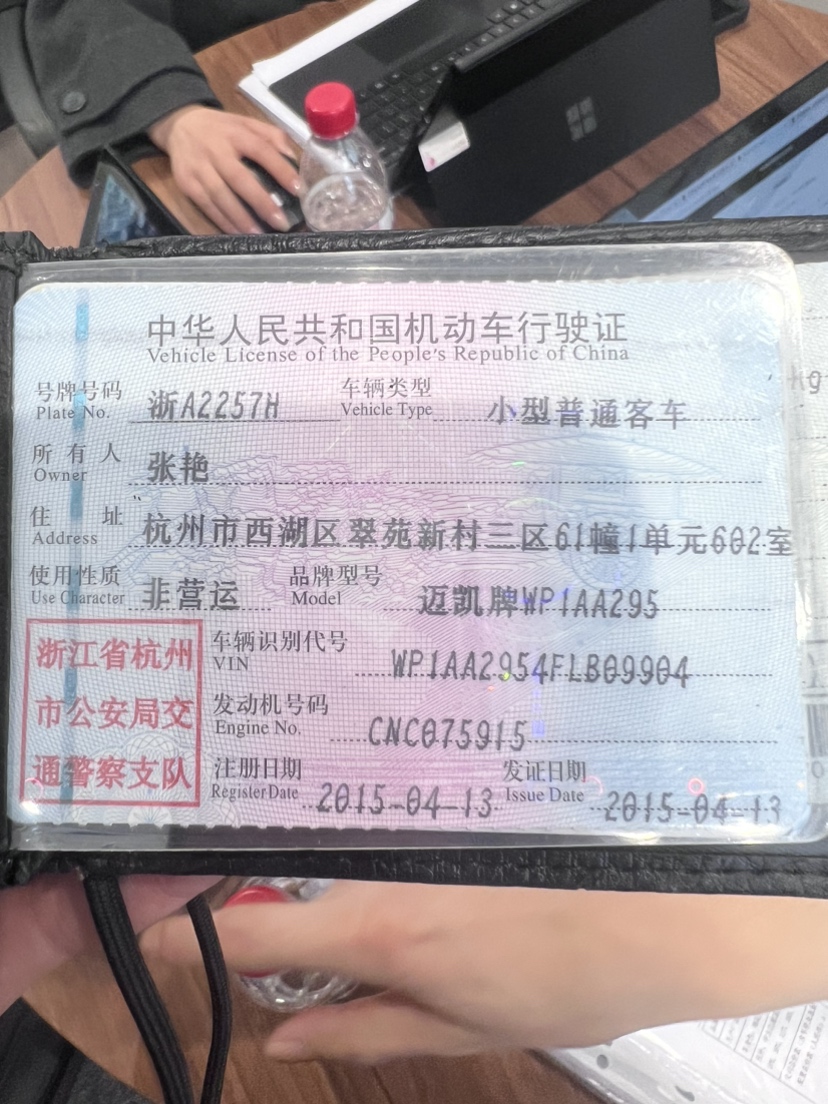 中华人民共和国机动车行驶证
Vehicle License of the People's Republic of China
号牌号码 浙A2257H 车辆类型 小型普通客车
Plate No. Vehicle Type
所有人 张艳
Owner
住址 杭州市西湖区翠苑新村三区61幢1单元602室
Address
使用性质 非营运 品牌型号 迈凯牌WP1AA295
Use Character Model
浙江省杭州
市公安局交
通警察支队
车辆识别代号 WP1AA2954FLB09904
VIN
发动机号码 CNC075915
Engine No.
注册日期 2015-04-13 发证日期 2015-04-13
Register Date Issue Date